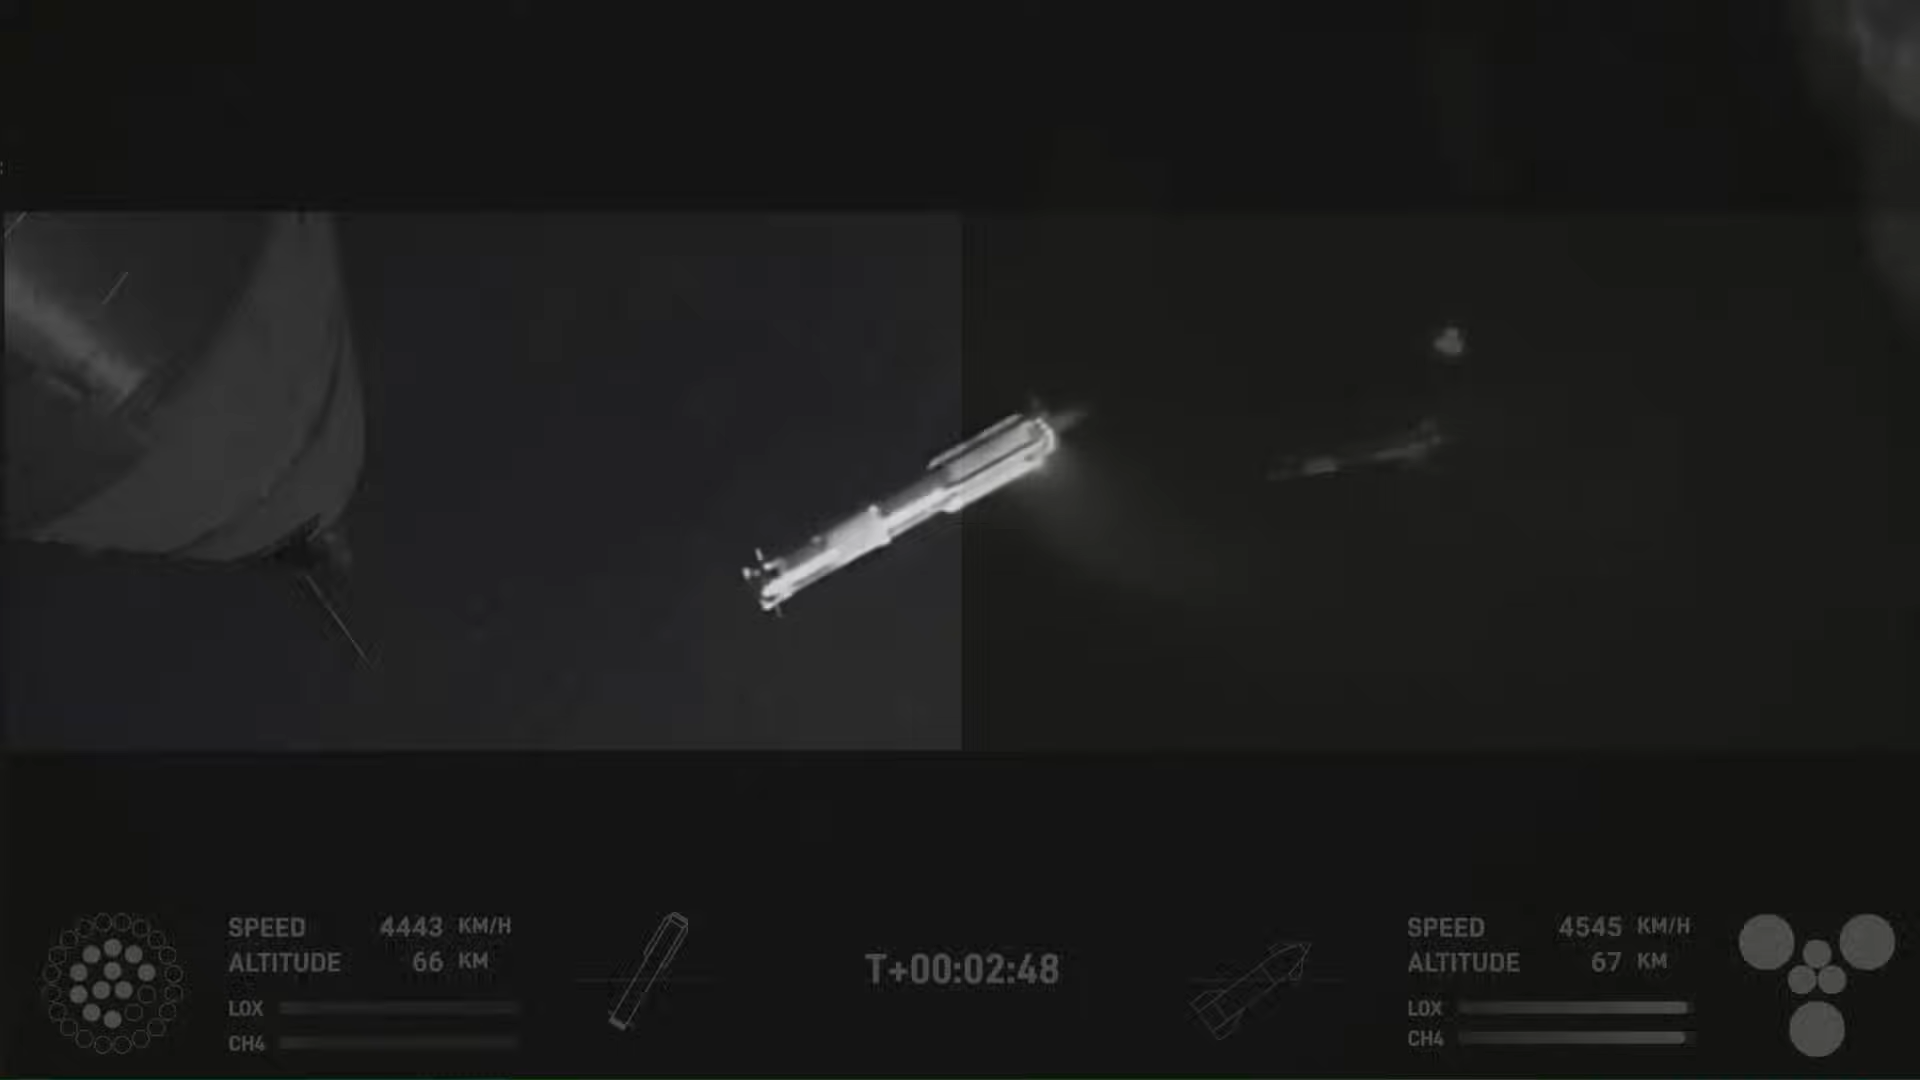 SPEED 4443 KM/H
ALTITUDE 66 KM
LOX
CH4
T+00:02:48
SPEED 4545 KM/H
ALTITUDE 67 KM
LOX
CH4